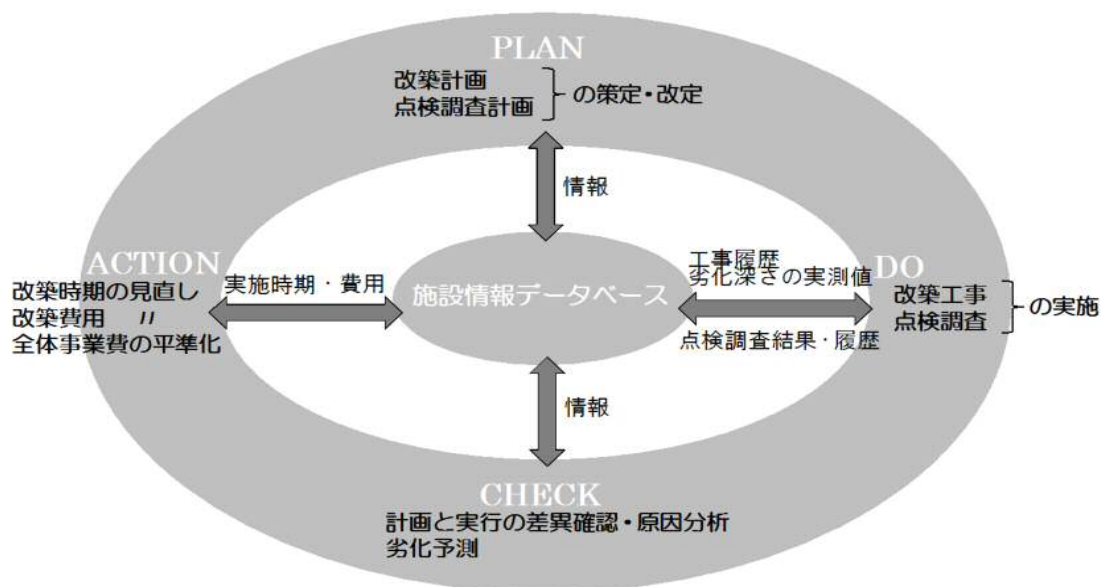 PLAN
改築計画
点検調査計画
の策定・改定
情報
ACTION
改築時期の見直し
改築費用 〃
全体事業費の平準化
実施時期・費用
施設情報データベース
工事履歴
劣化深さの実測値
点検調査結果・履歴
DO
改築工事
点検調査
の実施
情報
CHECK
計画と実行の差異確認・原因分析
劣化予測